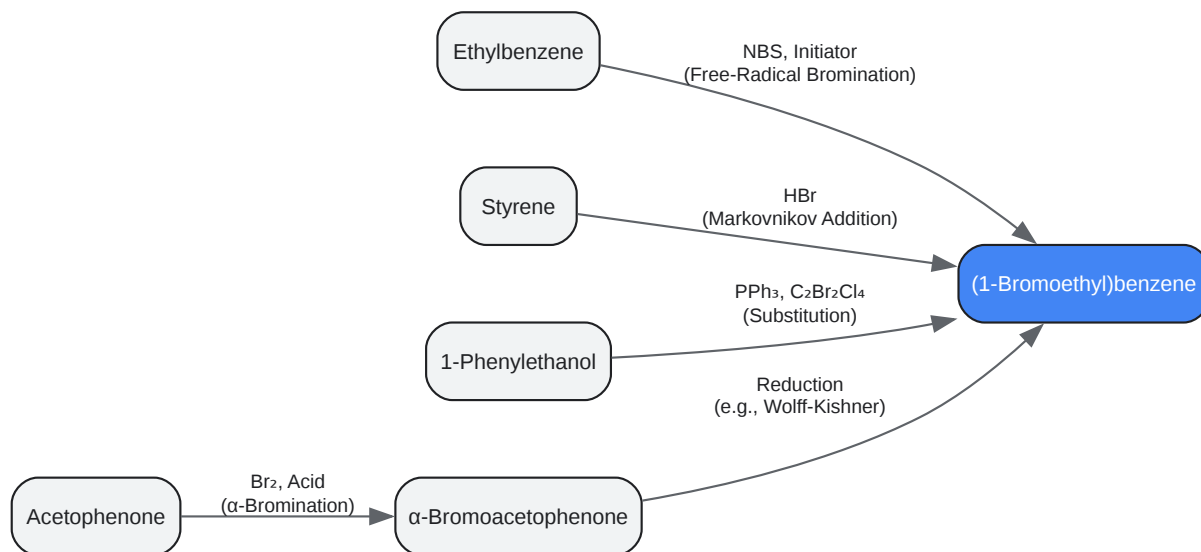 Ethylbenzene
NBS, Initiator
(Free-Radical Bromination)
Styrene
HBr
(Markovnikov Addition)
(1-Bromoethyl)benzene
PPh₃, C₂Br₂Cl₄
(Substitution)
1-Phenylethanol
Reduction
(e.g., Wolff-Kishner)
Acetophenone
Br₂, Acid
(α-Bromination)
α-Bromoacetophenone